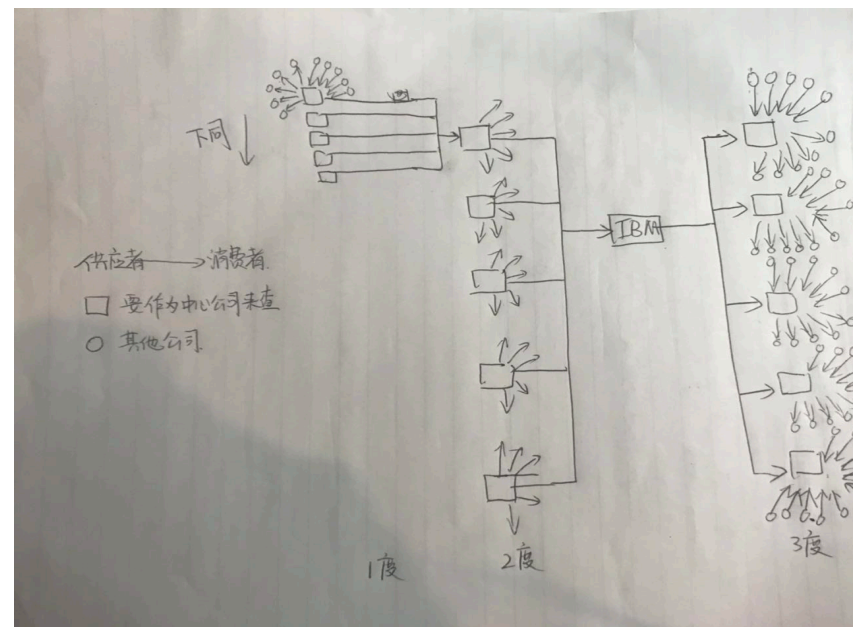 下同
IBM
供应者 消费者
要作为中心公司来查
其他公司
1度
2度
3度